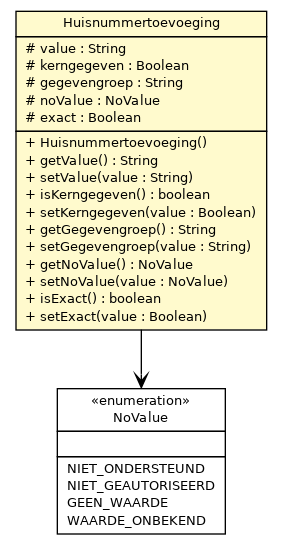 Huisnummertoevoeging
# value : String
# kerngegeven : Boolean
# gegevengroep : String
# noValue : NoValue
# exact : Boolean
+ Huisnummertoevoeging()
+ getValue() : String
+ setValue(value : String)
+ isKerngegeven() : boolean
+ setKerngegeven(value : Boolean)
+ getGegevengroep() : String
+ setGegevengroep(value : String)
+ getNoValue() : NoValue
+ setNoValue(value : NoValue)
+ isExact() : boolean
+ setExact(value : Boolean)
«enumeration»
NoValue
NIET_ONDERSTEUND
NIET_GEAUTORISEERD
GEEN_WAARDE
WAARDE_ONBEKEND